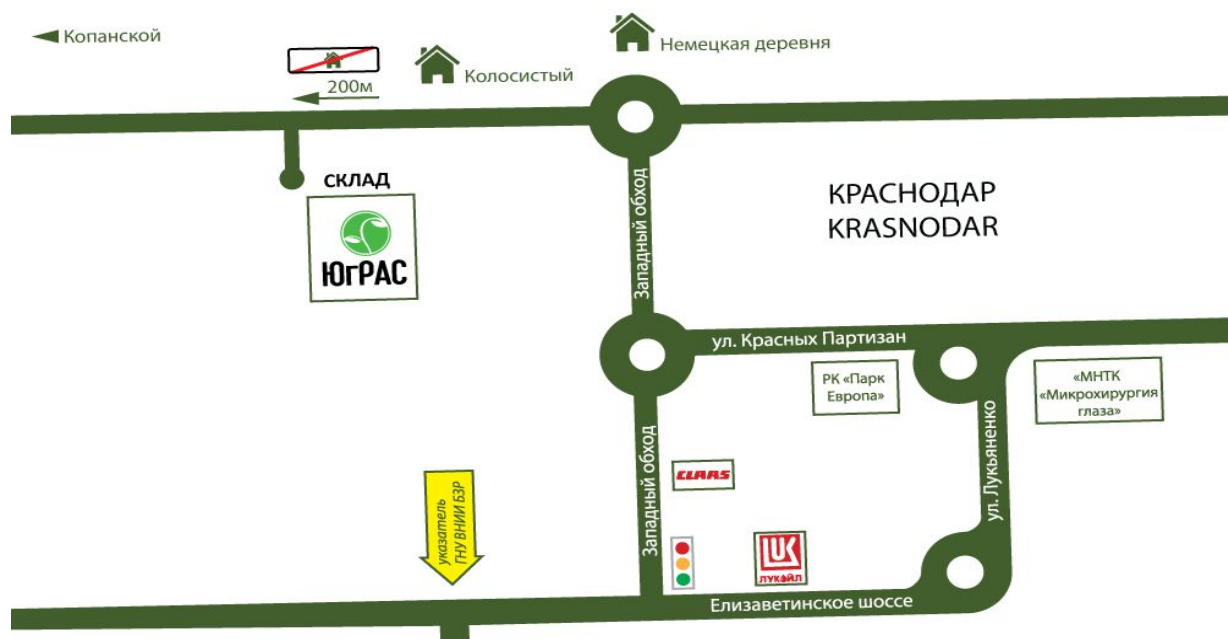 Копанской
Немецкая деревня
Колосистый
200м
СКЛАД
ЮгРАС
КРАСНОДАР
KRASNODAR
Западный обход
ул. Красных Партизан
РК «Парк
Европа»
«МНТК
«Микрохирургия
глаза»
ул. Лукьяненко
Западный обход
CLAAS
указатель
ГНУ ВНИИ БЗР
LUK
ЛУКОЙЛ
Елизаветинское шоссе